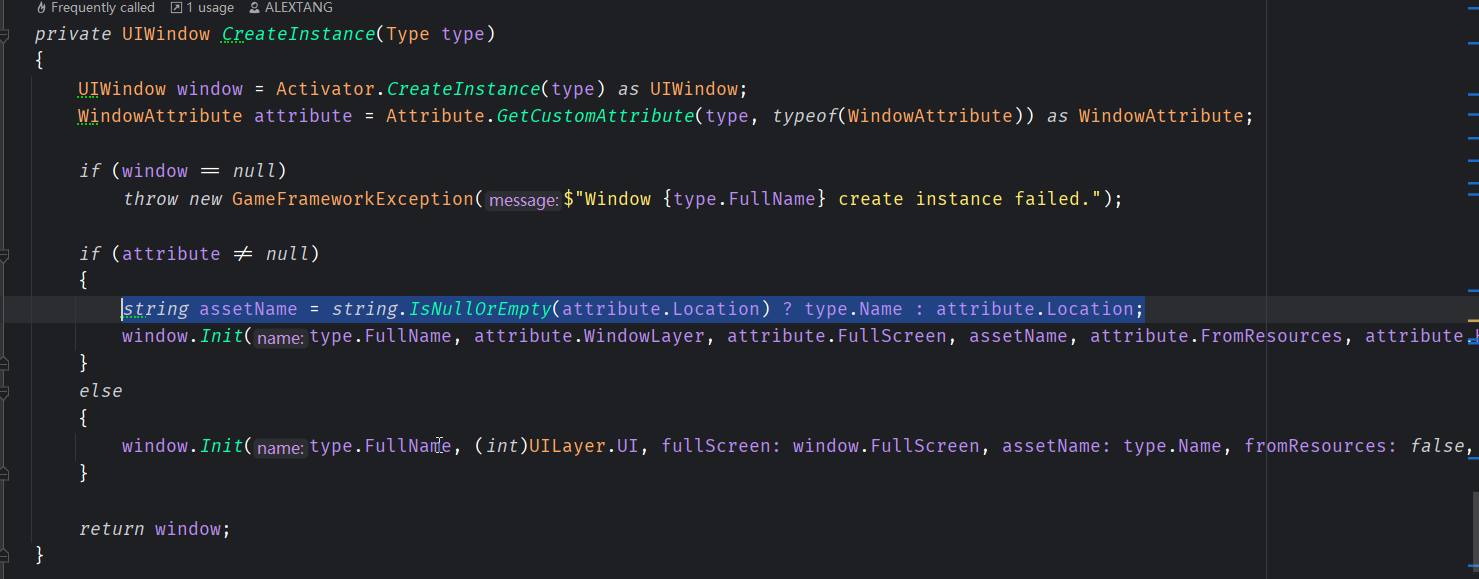 Frequently called 1 usage ALEXTANG
private UIWindow CreateInstance(Type type)
{
UIWindow window = Activator.CreateInstance(type) as UIWindow;
WindowAttribute attribute = Attribute.GetCustomAttribute(type, typeof(WindowAttribute)) as WindowAttribute;
if (window == null)
throw new GameFrameworkException(message: $"Window {type.FullName} create instance failed.");
if (attribute != null)
{
string assetName = string.IsNullOrEmpty(attribute.Location) ? type.Name : attribute.Location;
window.Init(name: type.FullName, attribute.WindowLayer, attribute.FullScreen, assetName, attribute.FromResources, attribute.
}
else
{
window.Init(name: type.FullName, (int)UILayer.UI, fullScreen: window.FullScreen, assetName: type.Name, fromResources: false,
}
return window;
}